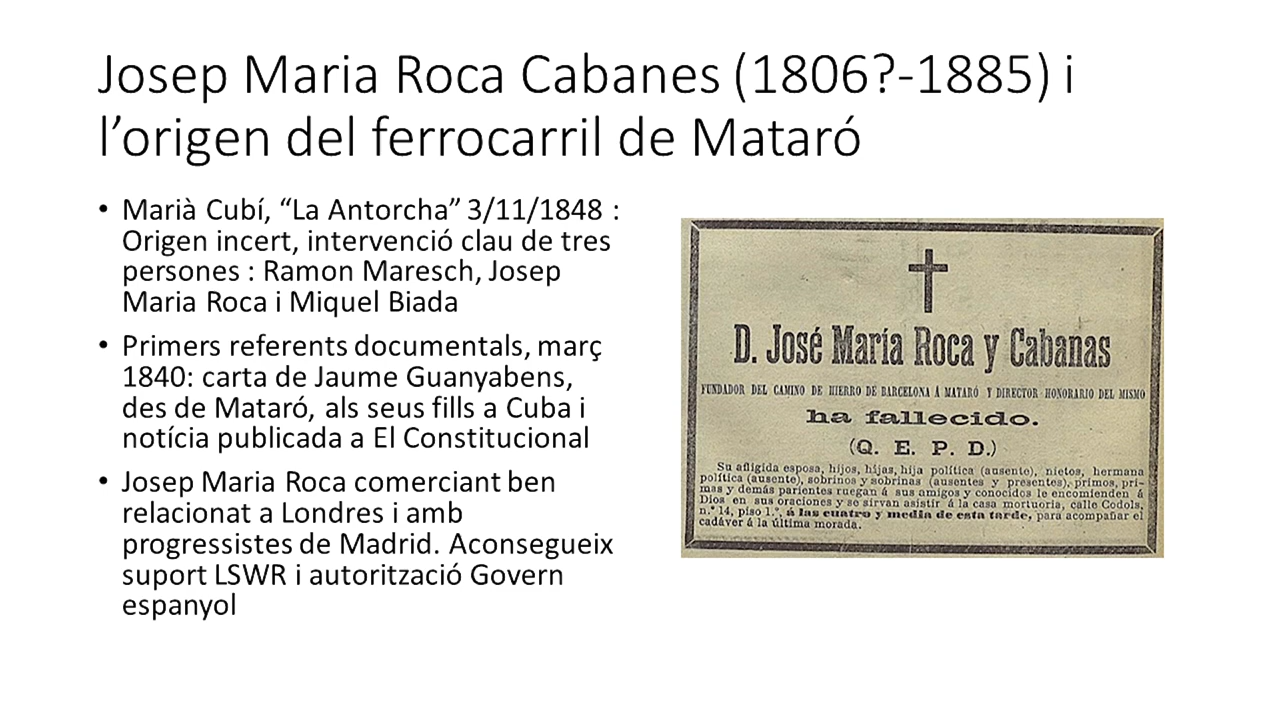 Josep Maria Roca Cabanes (1806?-1885) i
l’origen del ferrocarril de Mataró
• Marià Cubí, “La Antorcha” 3/11/1848 :
Origen incert, intervenció clau de tres
persones : Ramon Maresch, Josep
Maria Roca i Miquel Biada
• Primers referents documentals, març
1840: carta de Jaume Guanyabens,
des de Mataró, als seus fills a Cuba i
notícia publicada a El Constitucional
• Josep Maria Roca comerciant ben
relacionat a Londres i amb
progressistes de Madrid. Aconsegueix
suport LSWR i autorització Govern
espanyol
D. José María Roca y Cabanas
FUNDADOR DEL CAMINO DE HIERRO DE BARCELONA Á MATARÓ Y DIRECTOR HONORARIO DEL MISMO
ha fallecido.
(Q. E. P. D.)
Su afligida esposa, hijos, hijas, hija política (ausente), nietos, hermana
política (ausente), sobrinos y sobrinas (ausentes y presentes), primos, pri-
mas y demás parientes ruegan á sus amigos y conocidos le encomienden á
Dios en sus oraciones y se sirvan asistir á la casa mortuoria, calle Codols,
n.º 14, piso 1.º, á las cuatro y media de esta tarde, para acompañar el
cadáver á la última morada.